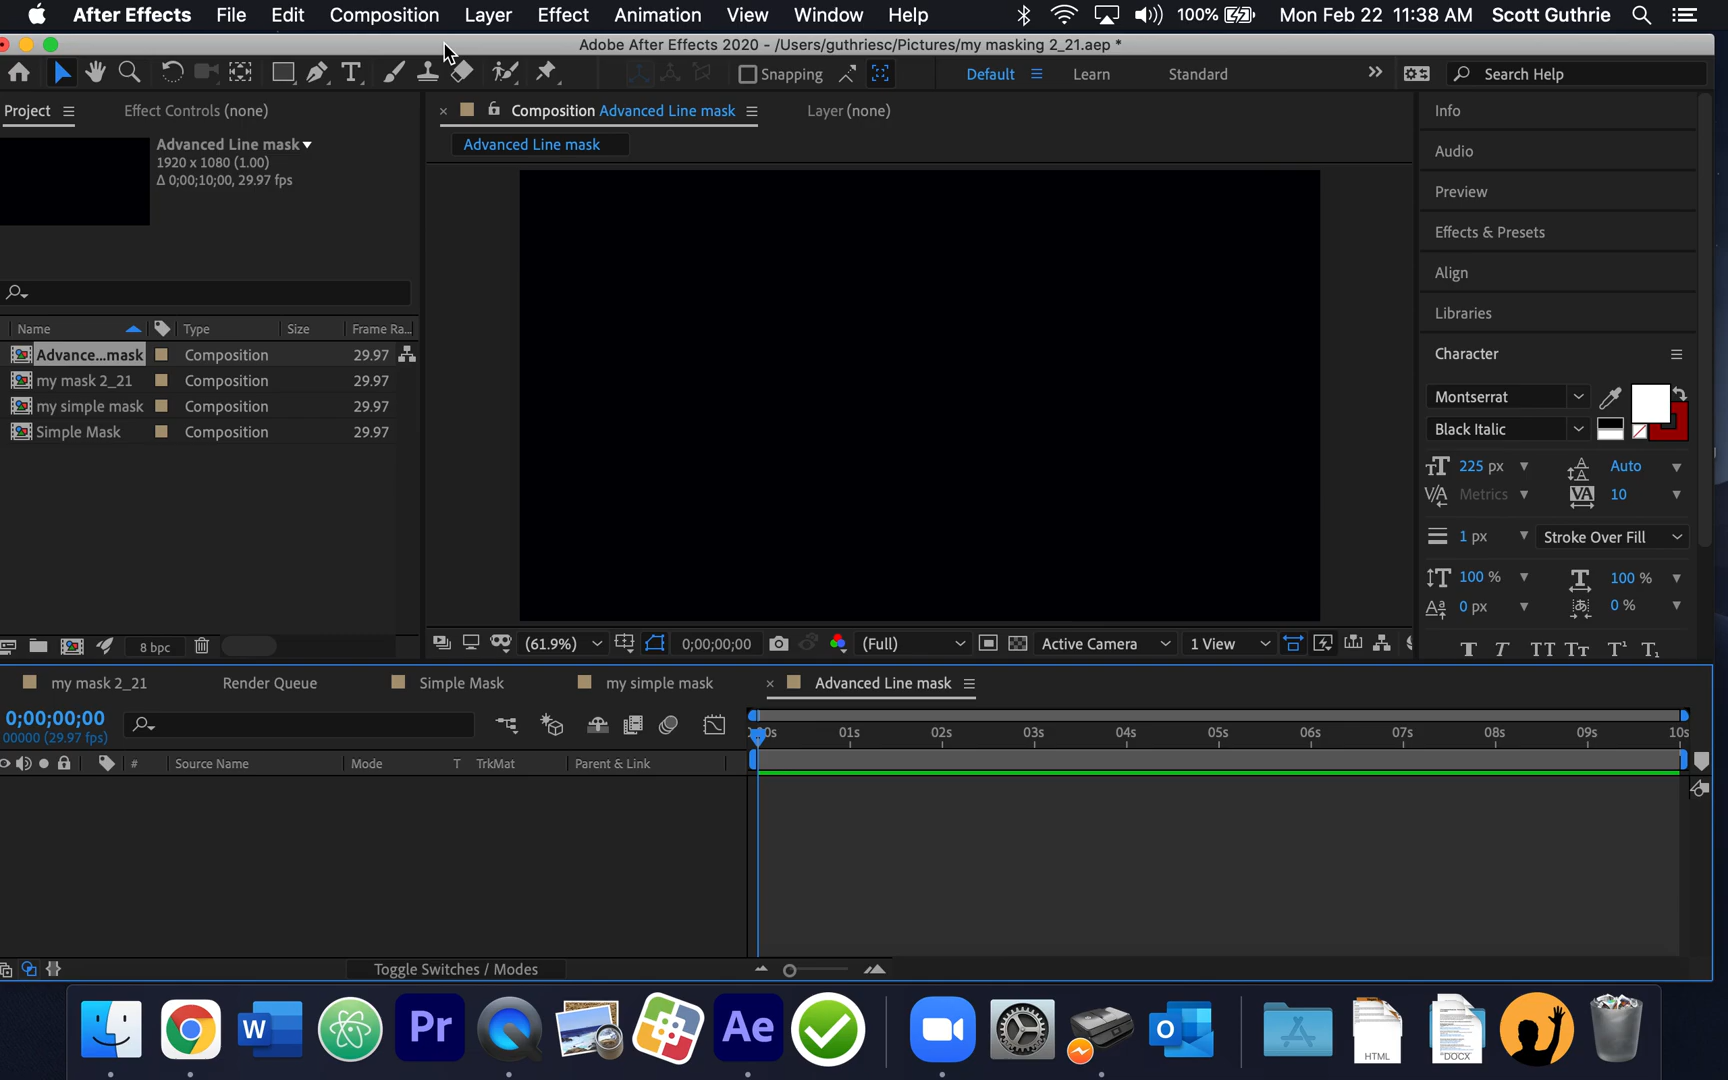 After Effects File Edit Composition Layer Effect Animation View Window Help 100% Mon Feb 22 11:38 AM Scott Guthrie
Adobe After Effects 2020 - /Users/guthriesc/Pictures/my masking 2_21.aep *
T Snapping Default Learn Standard >> Search Help
Project Effect Controls (none) × Composition Advanced Line mask Layer (none) Info
Advanced Line mask
1920 x 1080 (1.00)
Δ 0;00;10;00, 29.97 fps
Advanced Line mask
Audio
Preview
Effects & Presets
Align
Libraries
Character
Name Type Size Frame Ra...
Advance...mask Composition 29.97
my mask 2_21 Composition 29.97
my simple mask Composition 29.97
Simple Mask Composition 29.97
Montserrat
Black Italic
225 px Auto
Metrics 10
1 px Stroke Over Fill
100 % 100 %
0 px 0 %
T T TT Tт T¹ T₁
8 bpc (61.9%) 0;00;00;00 (Full) Active Camera 1 View
my mask 2_21 Render Queue Simple Mask my simple mask × Advanced Line mask
0;00;00;00
00000 (29.97 fps)
:00s 01s 02s 03s 04s 05s 06s 07s 08s 09s 10s
# Source Name Mode T TrkMat Parent & Link
Toggle Switches / Modes
W Pr Ae HTML DOCX